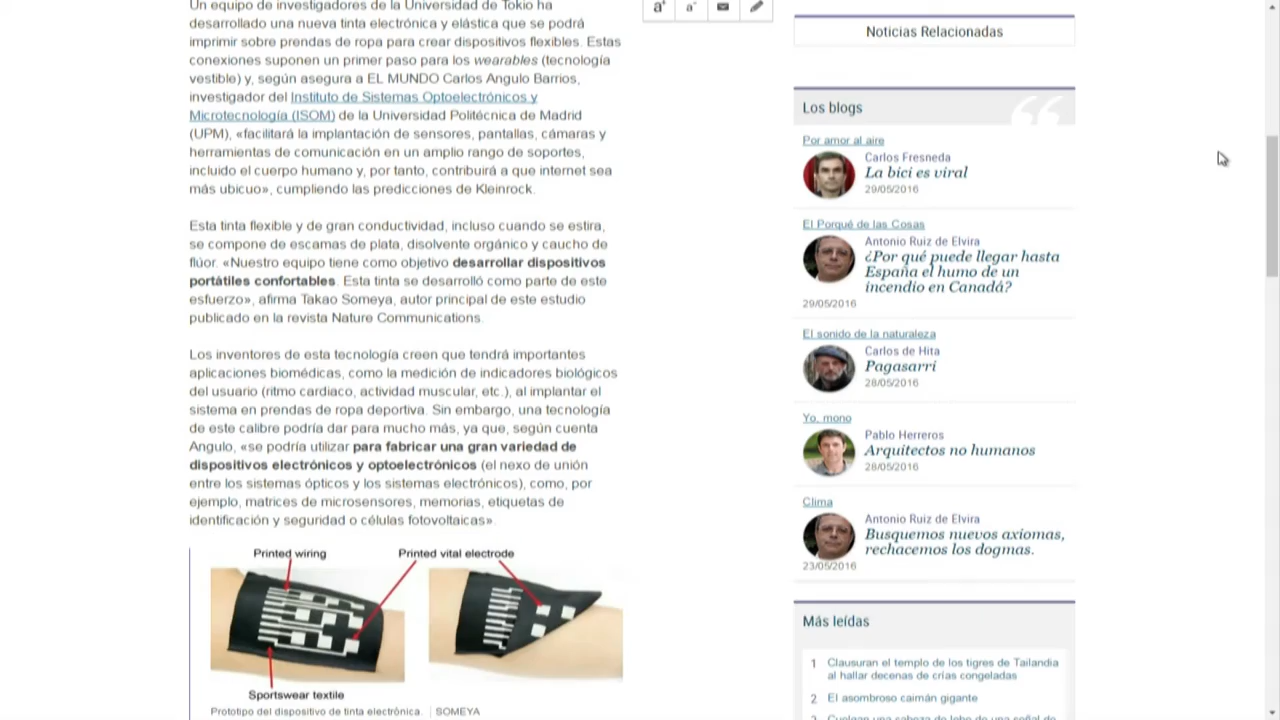 Un equipo de investigadores de la Universidad de Tokio ha
desarrollado una nueva tinta electrónica y elástica que se podrá
imprimir sobre prendas de ropa para crear dispositivos flexibles. Estas
conexiones suponen un primer paso para los wearables (tecnología
vestible) y, según asegura a EL MUNDO Carlos Angulo Barrios,
investigador del Instituto de Sistemas Optoelectrónicos y
Microtecnología (ISOM) de la Universidad Politécnica de Madrid
(UPM), «facilitará la implantación de sensores, pantallas, cámaras y
herramientas de comunicación en un amplio rango de soportes,
incluido el cuerpo humano y, por tanto, contribuirá a que internet sea
más ubicuo», cumpliendo las predicciones de Kleinrock.
Esta tinta flexible y de gran conductividad, incluso cuando se estira,
se compone de escamas de plata, disolvente orgánico y caucho de
flúor. «Nuestro equipo tiene como objetivo desarrollar dispositivos
portátiles confortables. Esta tinta se desarrolló como parte de este
esfuerzo», afirma Takao Someya, autor principal de este estudio
publicado en la revista Nature Communications.
Los inventores de esta tecnología creen que tendrá importantes
aplicaciones biomédicas, como la medición de indicadores biológicos
del usuario (ritmo cardiaco, actividad muscular, etc.), al implantar el
sistema en prendas de ropa deportiva. Sin embargo, una tecnología
de este calibre podría dar para mucho más, ya que, según cuenta
Angulo, «se podría utilizar para fabricar una gran variedad de
dispositivos electrónicos y optoelectrónicos (el nexo de unión
entre los sistemas ópticos y los sistemas electrónicos), como, por
ejemplo, matrices de microsensores, memorias, etiquetas de
identificación y seguridad o células fotovoltaicas»
Printed wiring
Printed vital electrode
Sportswear textile
Prototipo del dispositivo de tinta electrónica. | SOMEYA
a+ a-
Noticias Relacionadas
Los blogs
Por amor al aire
Carlos Fresneda
La bici es viral
29/05/2016
El Porqué de las Cosas
Antonio Ruiz de Elvira
¿Por qué puede llegar hasta
España el humo de un
incendio en Canadá?
29/05/2016
El sonido de la naturaleza
Carlos de Hita
Pagasarri
28/05/2016
Yo, mono
Pablo Herreros
Arquitectos no humanos
28/05/2016
Clima
Antonio Ruiz de Elvira
Busquemos nuevos axiomas,
rechacemos los dogmas.
23/05/2016
Más leídas
1 Clausuran el templo de los tigres de Tailandia
al hallar decenas de crías congeladas
2 El asombroso caimán gigante
3 Cuelgan una cabeza de lobo de una señal de